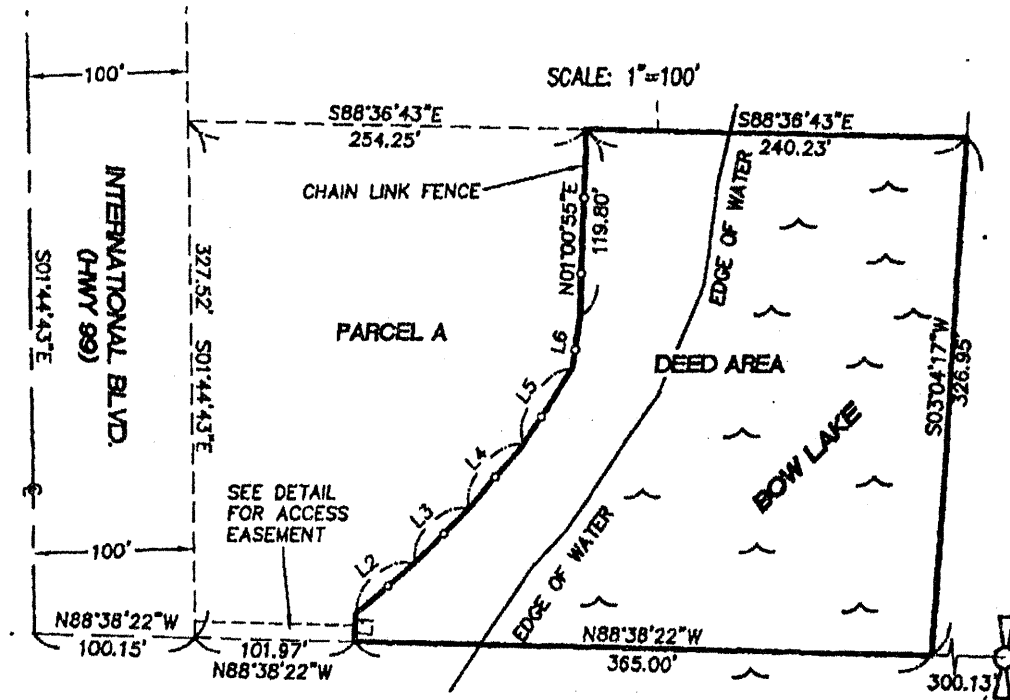 100'
SCALE: 1"=100'
S88°36'43"E
254.25'
S88°36'43"E
240.23'
CHAIN LINK FENCE
N01°00'55"E
119.80'
EDGE OF WATER
INTERNATIONAL BLVD.
(HWY 99)
S01°44'43"E
327.52' S01°44'43"E
PARCEL A
L6
DEED AREA
S03°04'17"W
326.95'
L5
L4
BOW LAKE
SEE DETAIL
FOR ACCESS
EASEMENT
L3
100'
L2
EDGE OF WATER
N88°38'22"W
100.15'
101.97'
N88°38'22"W
N88°38'22"W
365.00'
300.13'